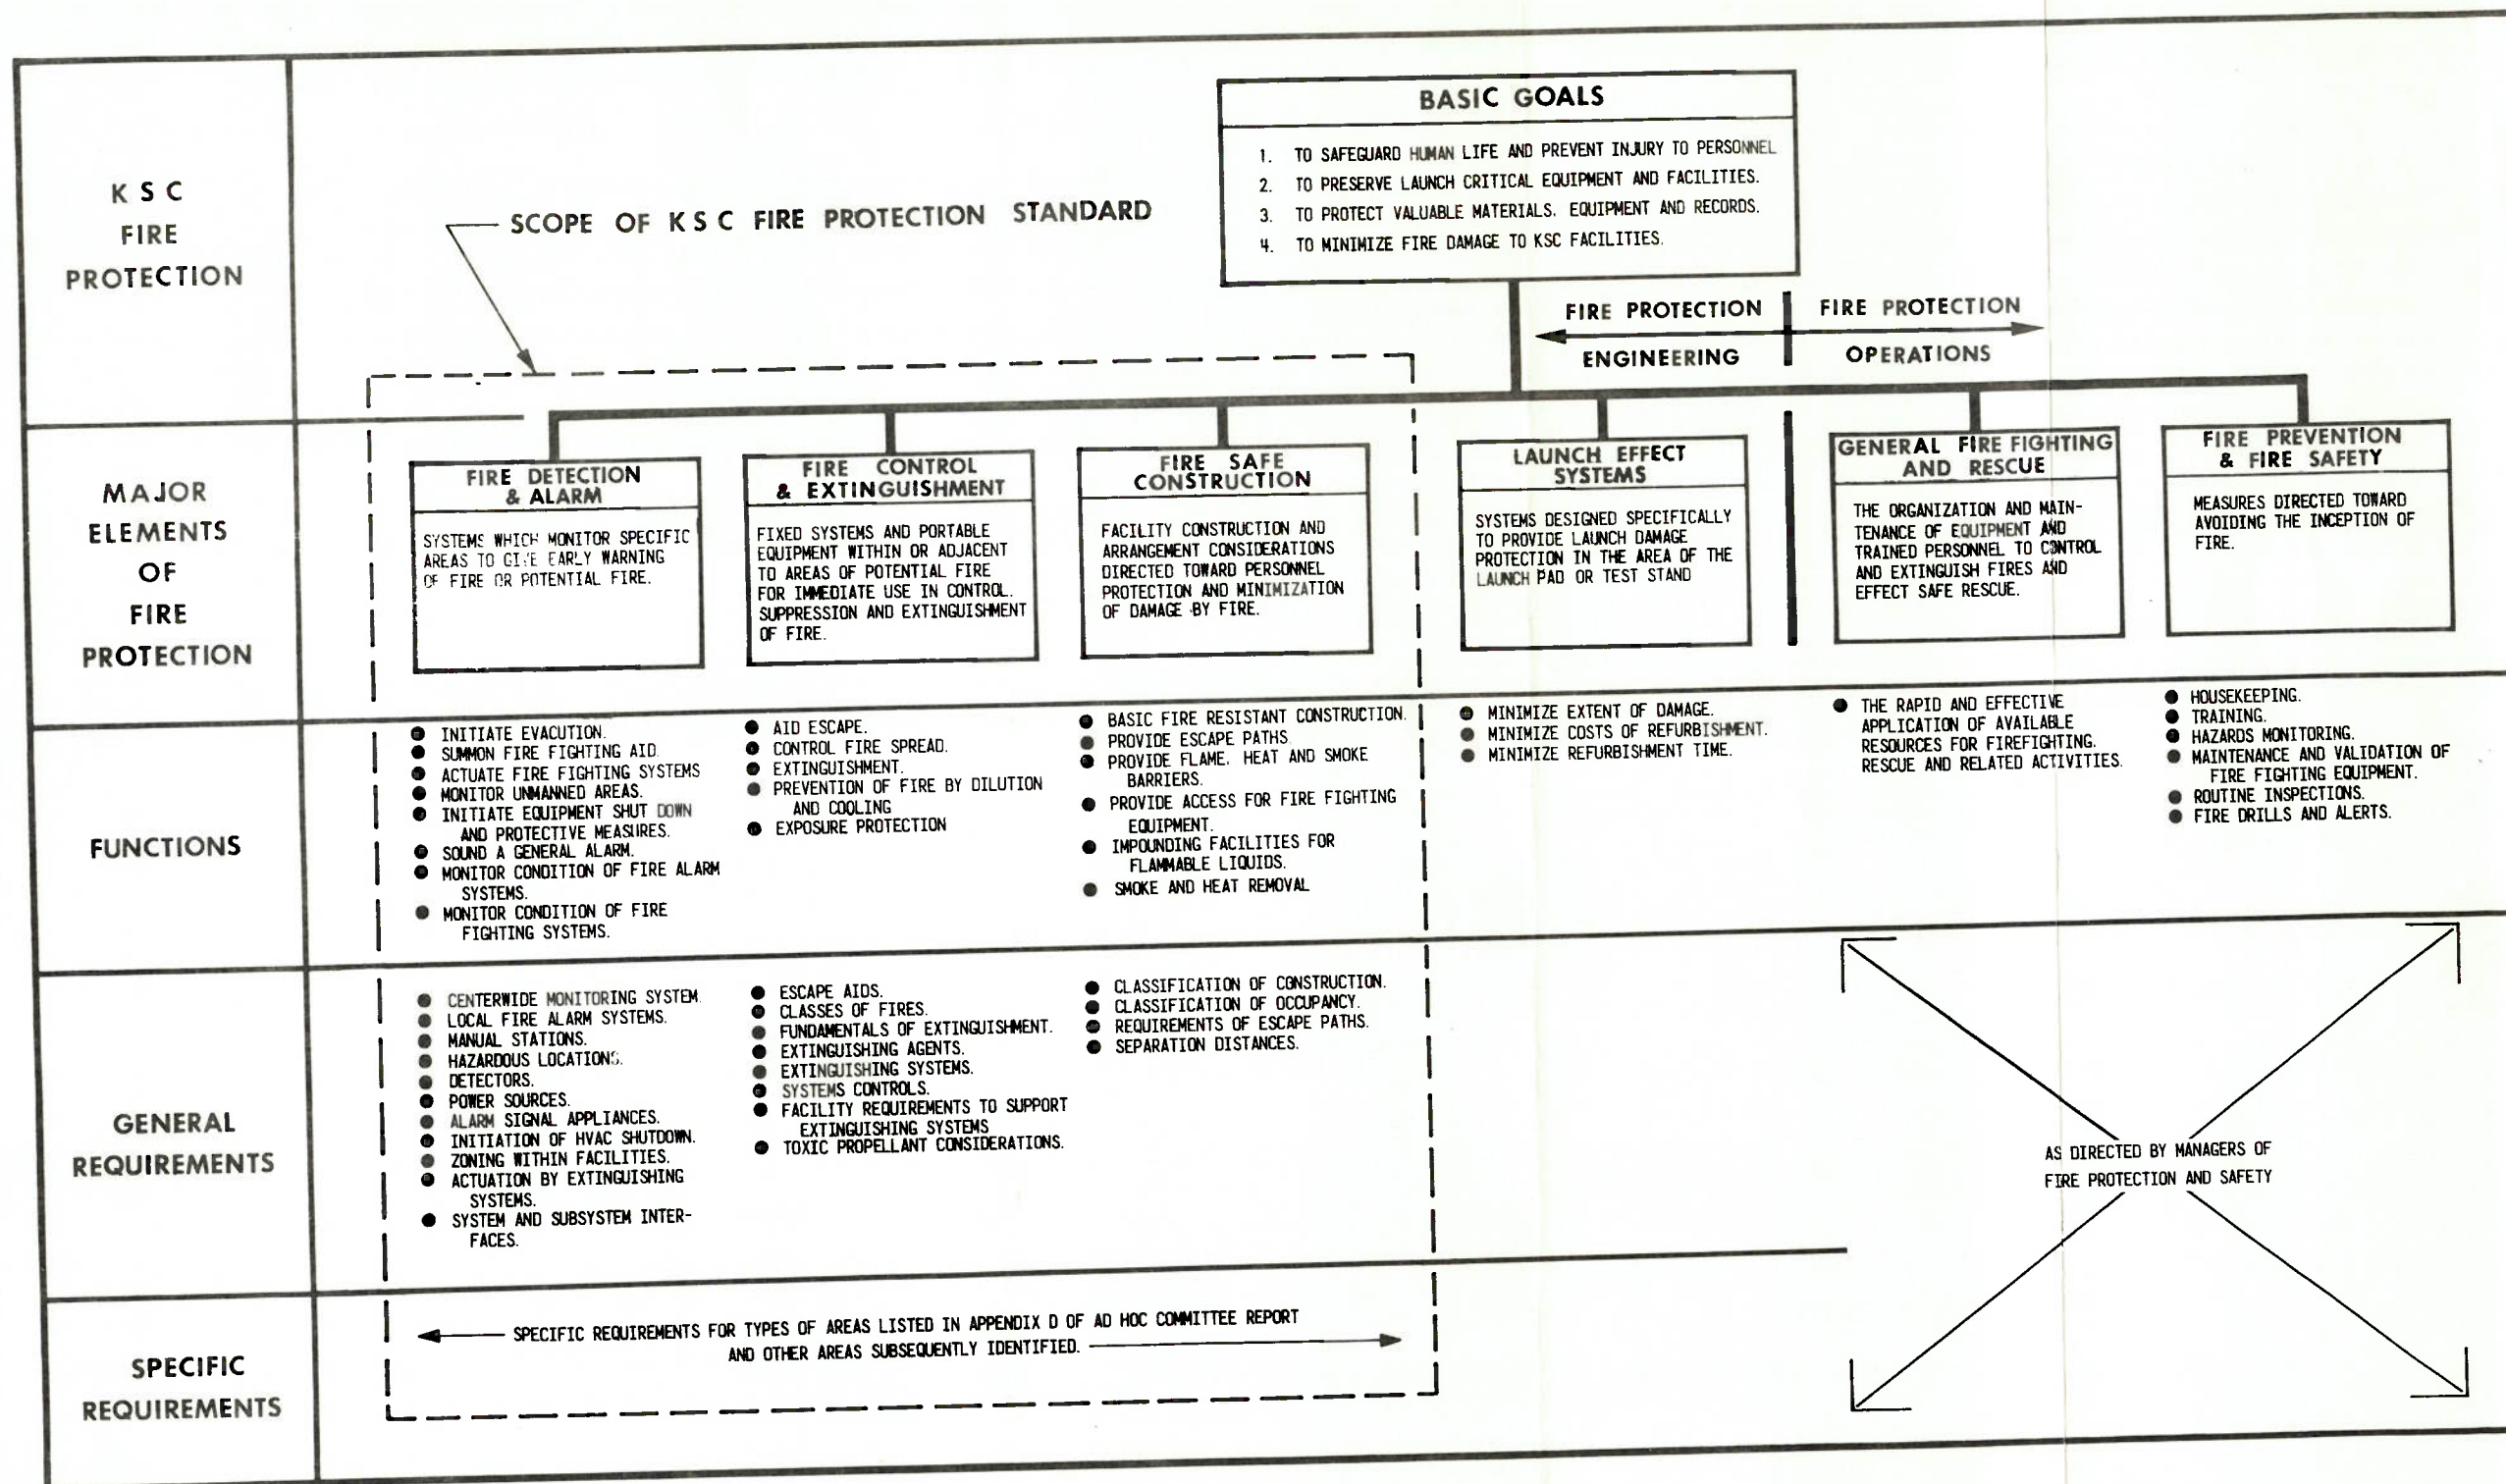 KSC
FIRE
PROTECTION
SCOPE OF KSC FIRE PROTECTION STANDARD
BASIC GOALS
1. TO SAFEGUARD HUMAN LIFE AND PREVENT INJURY TO PERSONNEL
2. TO PRESERVE LAUNCH CRITICAL EQUIPMENT AND FACILITIES.
3. TO PROTECT VALUABLE MATERIALS, EQUIPMENT AND RECORDS.
4. TO MINIMIZE FIRE DAMAGE TO KSC FACILITIES.
FIRE PROTECTION
ENGINEERING
FIRE PROTECTION
OPERATIONS
MAJOR
ELEMENTS
OF
FIRE
PROTECTION
FIRE DETECTION
& ALARM
SYSTEMS WHICH MONITOR SPECIFIC
AREAS TO GIVE EARLY WARNING
OF FIRE OR POTENTIAL FIRE.
FIRE CONTROL
& EXTINGUISHMENT
FIXED SYSTEMS AND PORTABLE
EQUIPMENT WITHIN OR ADJACENT
TO AREAS OF POTENTIAL FIRE
FOR IMMEDIATE USE IN CONTROL.
SUPPRESSION AND EXTINGUISHMENT
OF FIRE.
FIRE SAFE
CONSTRUCTION
FACILITY CONSTRUCTION AND
ARRANGEMENT CONSIDERATIONS
DIRECTED TOWARD PERSONNEL
PROTECTION AND MINIMIZATION
OF DAMAGE BY FIRE.
LAUNCH EFFECT
SYSTEMS
SYSTEMS DESIGNED SPECIFICALLY
TO PROVIDE LAUNCH DAMAGE
PROTECTION IN THE AREA OF THE
LAUNCH PAD OR TEST STAND
GENERAL FIRE FIGHTING
AND RESCUE
THE ORGANIZATION AND MAIN-
TENANCE OF EQUIPMENT AND
TRAINED PERSONNEL TO CONTROL
AND EXTINGUISH FIRES AND
EFFECT SAFE RESCUE.
FIRE PREVENTION
& FIRE SAFETY
MEASURES DIRECTED TOWARD
AVOIDING THE INCEPTION OF
FIRE.
FUNCTIONS
● INITIATE EVACUTION.
● SUMMON FIRE FIGHTING AID.
● ACTUATE FIRE FIGHTING SYSTEMS
● MONITOR UNMANNED AREAS.
● INITIATE EQUIPMENT SHUT DOWN
AND PROTECTIVE MEASURES.
● SOUND A GENERAL ALARM.
● MONITOR CONDITION OF FIRE ALARM
SYSTEMS.
● MONITOR CONDITION OF FIRE
FIGHTING SYSTEMS.
● AID ESCAPE.
● CONTROL FIRE SPREAD.
● EXTINGUISHMENT.
● PREVENTION OF FIRE BY DILUTION
AND COOLING
● EXPOSURE PROTECTION
● BASIC FIRE RESISTANT CONSTRUCTION.
● PROVIDE ESCAPE PATHS
● PROVIDE FLAME, HEAT AND SMOKE
BARRIERS.
● PROVIDE ACCESS FOR FIRE FIGHTING
EQUIPMENT.
● IMPOUNDING FACILITIES FOR
FLAMMABLE LIQUIDS.
● SMOKE AND HEAT REMOVAL
● MINIMIZE EXTENT OF DAMAGE.
● MINIMIZE COSTS OF REFURBISHMENT.
● MINIMIZE REFURBISHMENT TIME.
● THE RAPID AND EFFECTIVE
APPLICATION OF AVAILABLE
RESOURCES FOR FIREFIGHTING.
RESCUE AND RELATED ACTIVITIES.
● HOUSEKEEPING.
● TRAINING.
● HAZARDS MONITORING.
● MAINTENANCE AND VALIDATION OF
FIRE FIGHTING EQUIPMENT.
● ROUTINE INSPECTIONS.
● FIRE DRILLS AND ALERTS.
GENERAL
REQUIREMENTS
● CENTERWIDE MONITORING SYSTEM.
● LOCAL FIRE ALARM SYSTEMS.
● MANUAL STATIONS.
● HAZARDOUS LOCATIONS.
● DETECTORS.
● POWER SOURCES.
● ALARM SIGNAL APPLIANCES.
● INITIATION OF HVAC SHUTDOWN.
● ZONING WITHIN FACILITIES.
● ACTUATION BY EXTINGUISHING
SYSTEMS.
● SYSTEM AND SUBSYSTEM INTER-
FACES.
● ESCAPE AIDS.
● CLASSES OF FIRES.
● FUNDAMENTALS OF EXTINGUISHMENT.
● EXTINGUISHING AGENTS.
● EXTINGUISHING SYSTEMS.
● SYSTEMS CONTROLS.
● FACILITY REQUIREMENTS TO SUPPORT
EXTINGUISHING SYSTEMS
● TOXIC PROPELLANT CONSIDERATIONS.
● CLASSIFICATION OF CONSTRUCTION.
● CLASSIFICATION OF OCCUPANCY.
● REQUIREMENTS OF ESCAPE PATHS.
● SEPARATION DISTANCES.
AS DIRECTED BY MANAGERS OF
FIRE PROTECTION AND SAFETY
SPECIFIC
REQUIREMENTS
SPECIFIC REQUIREMENTS FOR TYPES OF AREAS LISTED IN APPENDIX D OF AD HOC COMMITTEE REPORT
AND OTHER AREAS SUBSEQUENTLY IDENTIFIED.